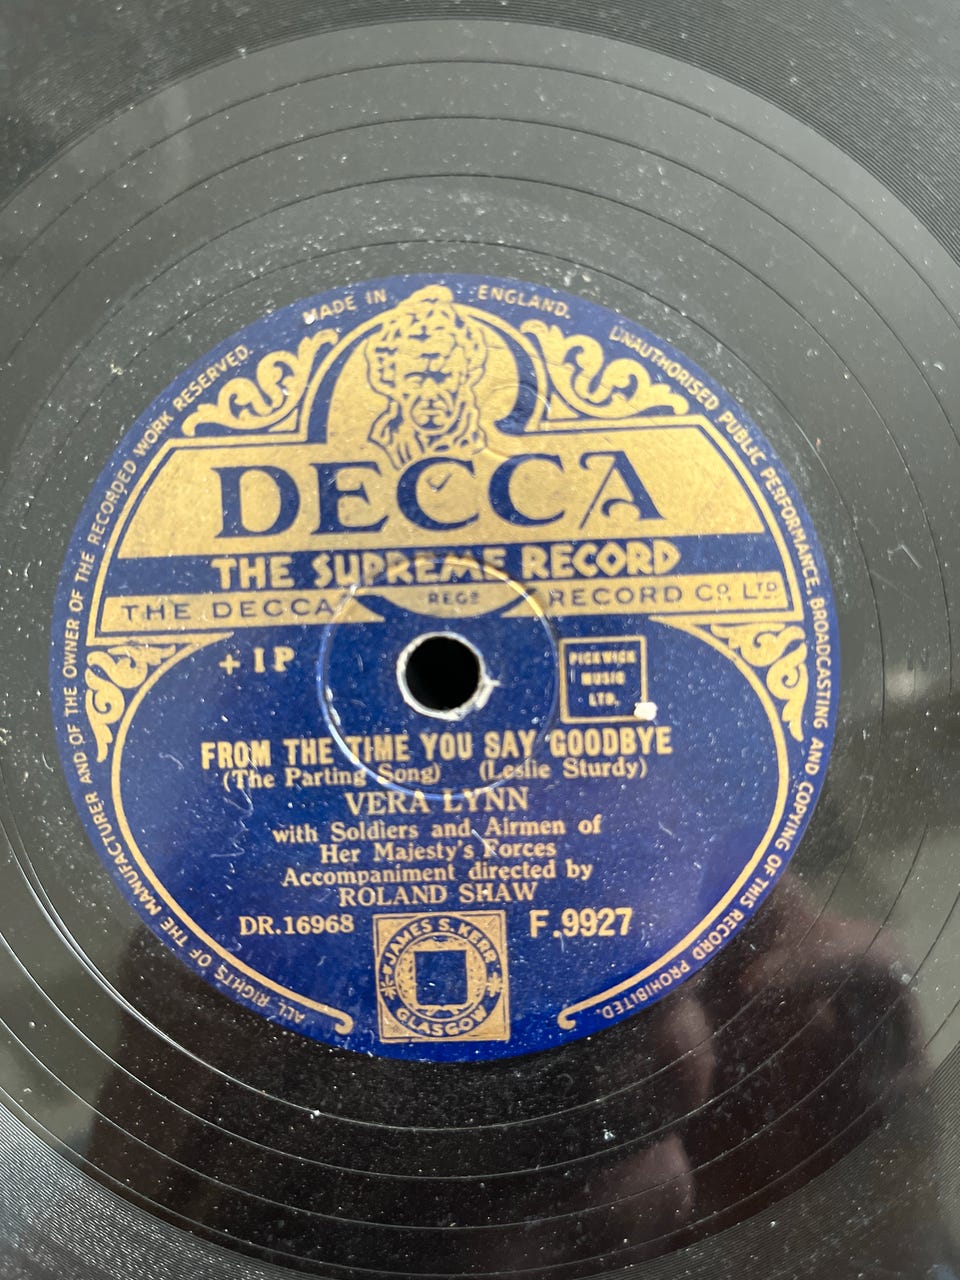 MADE IN ENGLAND.
UNAUTHORISED PUBLIC PERFORMANCE, BROADCASTING AND COPYING OF THIS RECORD PROHIBITED.
ALL RIGHTS OF THE MANUFACTURER AND OF THE OWNER OF THE RECORDED WORK RESERVED.
DECCA
THE SUPREME RECORD
THE DECCA REGD RECORD CO. LTD
+ 1 P
PICKWICK
MUSIC
LTD.
FROM THE TIME YOU SAY GOODBYE
(The Parting Song) (Leslie Sturdy)
VERA LYNN
with Soldiers and Airmen of
Her Majesty's Forces
Accompaniment directed by
ROLAND SHAW
DR.16968 F.9927
JAMES S. KERR
GLASGOW